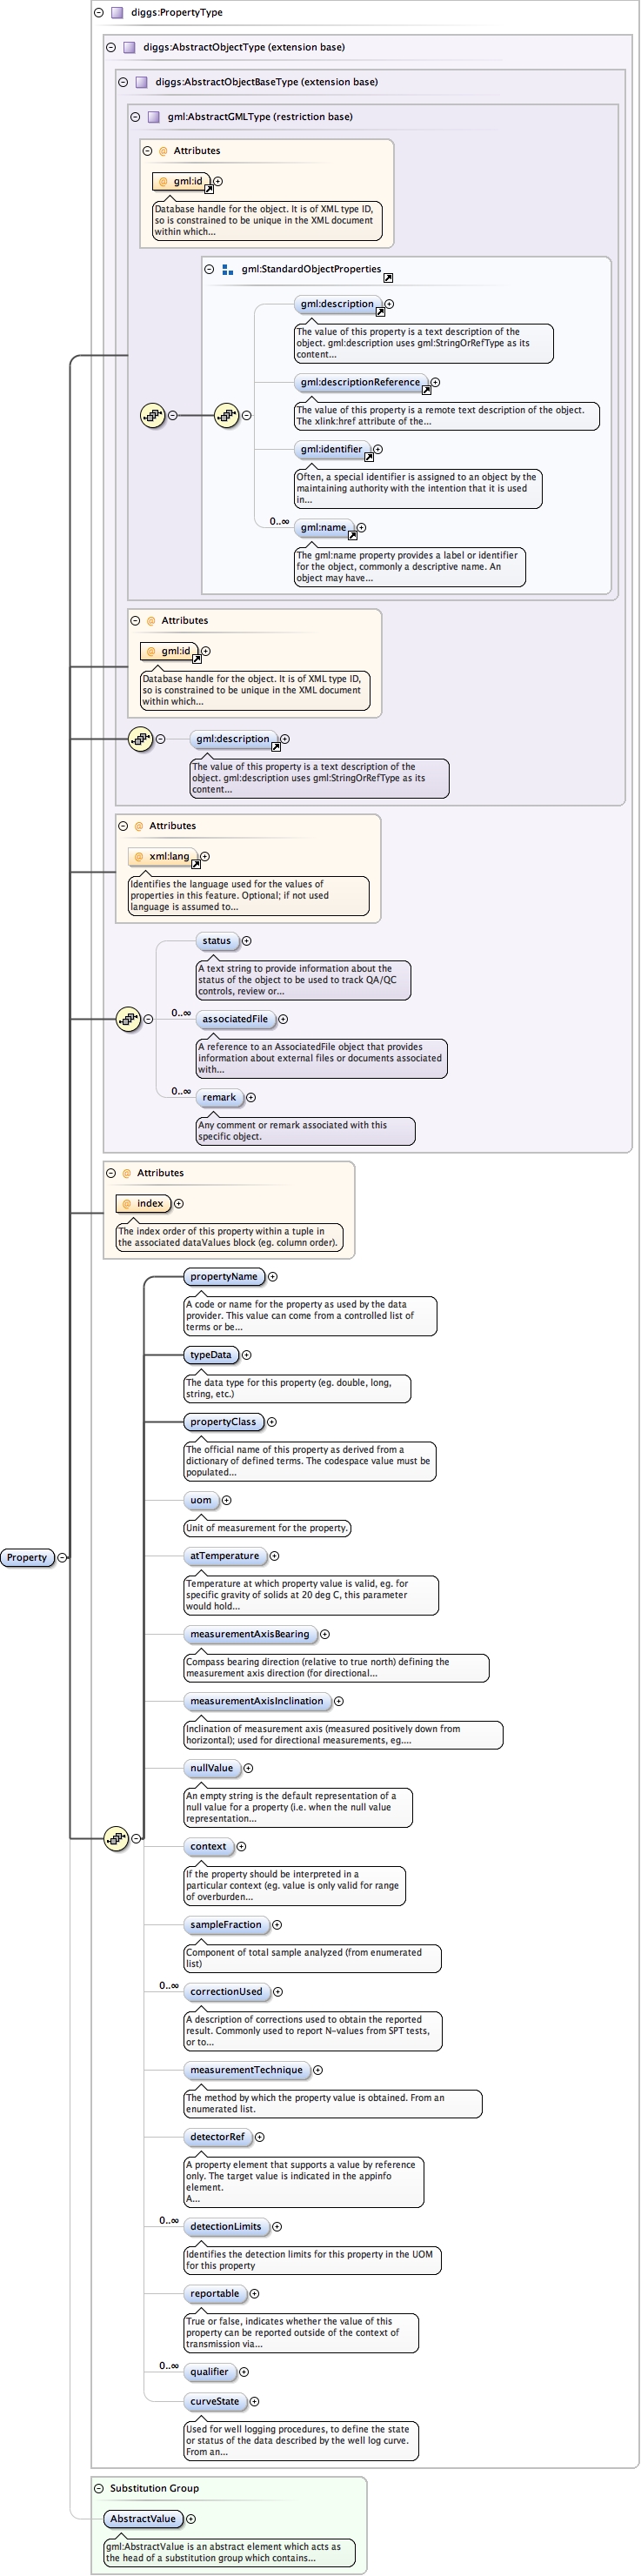 diggs:PropertyType
diggs:AbstractObjectType (extension base)
diggs:AbstractObjectBaseType (extension base)
gml:AbstractGMLType (restriction base)
@ Attributes
@ gml:id
Database handle for the object. It is of XML type ID,
so is constrained to be unique in the XML document
within which...
gml:StandardObjectProperties
gml:description
The value of this property is a text description of the
object. gml:description uses gml:StringOrRefType as its
content...
gml:descriptionReference
The value of this property is a remote text description of the object.
The xlink:href attribute of the...
gml:identifier
Often, a special identifier is assigned to an object by the
maintaining authority with the intention that it is used
in...
0..∞
gml:name
The gml:name property provides a label or identifier
for the object, commonly a descriptive name. An
object may have...
@ Attributes
@ gml:id
Database handle for the object. It is of XML type ID,
so is constrained to be unique in the XML document
within which...
gml:description
The value of this property is a text description of the
object. gml:description uses gml:StringOrRefType as its
content...
@ Attributes
@ xml:lang
Identifies the language used for the values of
properties in this feature. Optional; if not used
language is assumed to...
status
A text string to provide information about the
status of the object to be used to track QA/QC
controls, review or...
0..∞
associatedFile
A reference to an AssociatedFile object that provides
information about external files or documents associated
with...
0..∞
remark
Any comment or remark associated with this
specific object.
@ Attributes
@ index
The index order of this property within a tuple in
the associated dataValues block (eg. column order).
propertyName
A code or name for the property as used by the data
provider. This value can come from a controlled list of
terms or be...
typeData
The data type for this property (eg. double, long,
string, etc.)
propertyClass
The official name of this property as derived from a
dictionary of defined terms. The codespace value must be
populated...
uom
Unit of measurement for the property.
Property
atTemperature
Temperature at which property value is valid, eg. for
specific gravity of solids at 20 deg C, this parameter
would hold...
measurementAxisBearing
Compass bearing direction (relative to true north) defining the
measurement axis direction (for directional...
measurementAxisInclination
Inclination of measurement axis (measured positively down from
horizontal); used for directional measurements, eg....
nullValue
An empty string is the default representation of a
null value for a property (i.e. when the null value
representation...
context
If the property should be interpreted in a
particular context (eg. value is only valid for range
of overburden...
sampleFraction
Component of total sample analyzed (from enumerated
list)
0..∞
correctionUsed
A description of corrections used to obtain the reported
result. Commonly used to report N-values from SPT tests,
or to...
measurementTechnique
The method by which the property value is obtained. From an
enumerated list.
detectorRef
A property element that supports a value by reference
only. The target value is indicated in the appinfo
element.
A...
0..∞
detectionLimits
Identifies the detection limits for this property in the UOM
for this property
reportable
True or false, indicates whether the value of this
property can be reported outside of the context of
transmission via...
0..∞
qualifier
curveState
Used for well logging procedures, to define the state
or status of the data described by the well log curve.
From an...
Substitution Group
AbstractValue
gml:AbstractValue is an abstract element which acts as
the head of a substitution group which contains...